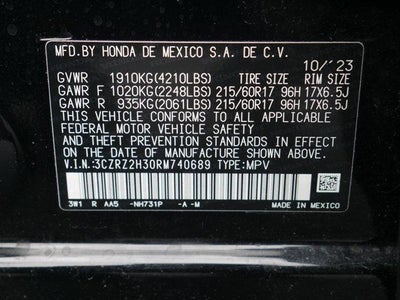 MFD.BY HONDA DE MEXICO S.A. DE C.V.
10/'23
GVWR 1910KG(4210LBS) TIRE SIZE RIM SIZE
GAWR F 1020KG(2248LBS) 215/60R17 96H 17X6.5J
GAWR R 935KG(2061LBS) 215/60R17 96H 17X6.5J
THIS VEHICLE CONFORMS TO ALL APPLICABLE
FEDERAL MOTOR VEHICLE SAFETY, BUMPER,
AND THEFT PREVENTION STANDARDS IN EFFECT
ON THE DATE OF MANUFACTURE SHOWN ABOVE.
V.I.N.:3CZRZ2H30RM740689 TYPE:MPV
3W1 R AA5 -NH731P -A -M MADE IN MEXICO